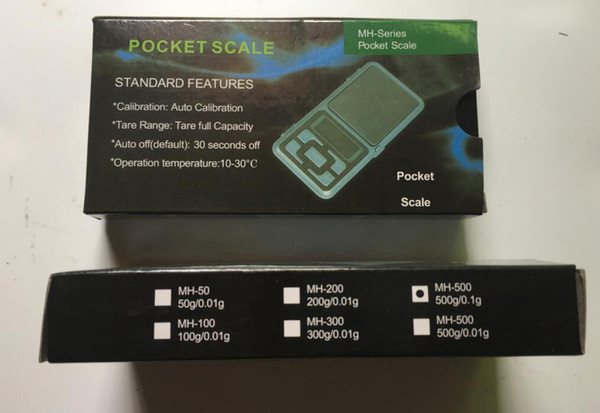 POCKET SCALE
MH-Series
Pocket Scale
STANDARD FEATURES
*Calibration: Auto Calibration
*Tare Range: Tare full Capacity
*Auto off(default): 30 seconds off
*Operation temperature:10-30°C
Pocket
Scale
MH-50
50g/0.01g
MH-200
200g/0.01g
MH-500
500g/0.1g
MH-100
100g/0.01g
MH-300
300g/0.01g
MH-500
500g/0.01g